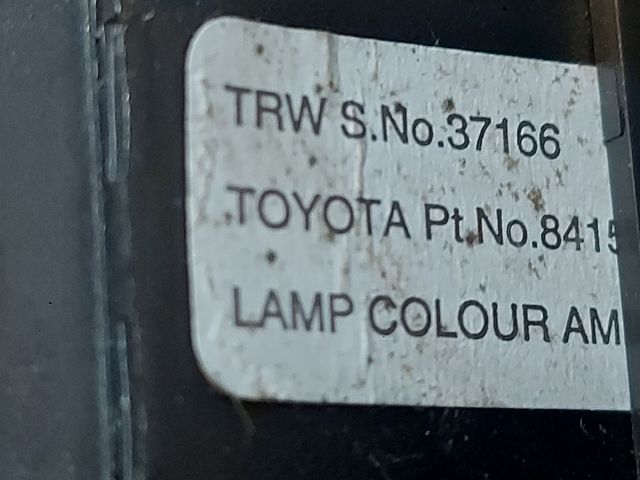 TRW S.No.37166
TOYOTA Pt.No.8415
LAMP COLOUR AM